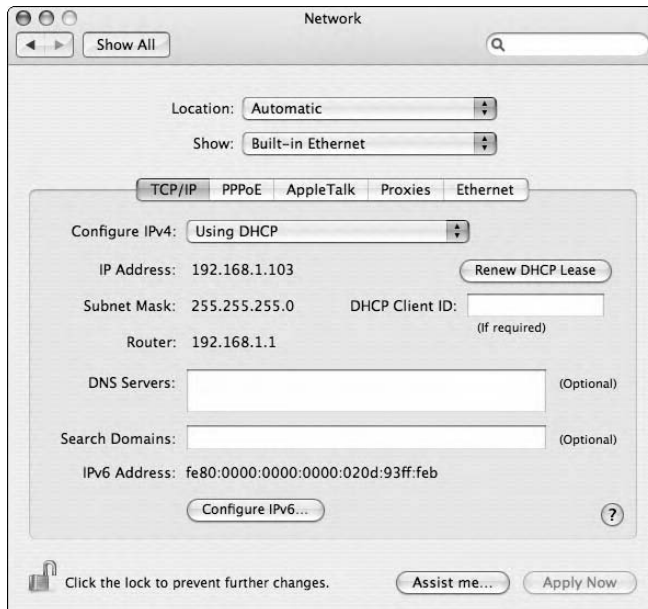 Network
Show All
Location: Automatic
Show: Built-in Ethernet
TCP/IP PPPoE AppleTalk Proxies Ethernet
Configure IPv4: Using DHCP
IP Address: 192.168.1.103 Renew DHCP Lease
Subnet Mask: 255.255.255.0 DHCP Client ID:
(If required)
Router: 192.168.1.1
DNS Servers: (Optional)
Search Domains: (Optional)
IPv6 Address: fe80:0000:0000:0000:020d:93ff:feb
Configure IPv6... ?
Click the lock to prevent further changes. Assist me... Apply Now